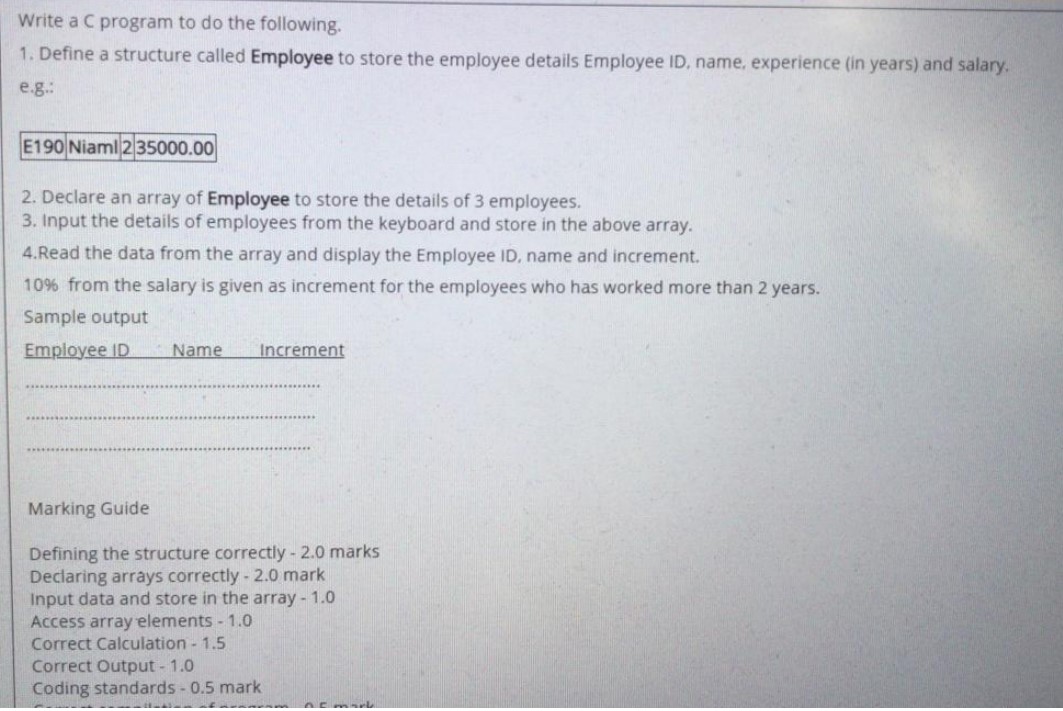 Write a C program to do the following.
1. Define a structure called Employee to store the employee details Employee ID, name, experience (in years) and salary.
e.g.:
E190 Niaml 2 35000.00
2. Declare an array of Employee to store the details of 3 employees.
3. Input the details of employees from the keyboard and store in the above array.
4.Read the data from the array and display the Employee ID, name and increment.
10% from the salary is given as increment for the employees who has worked more than 2 years.
Sample output
Employee ID Name Increment
................................................................
...............................................................
..............................................................
Marking Guide
Defining the structure correctly - 2.0 marks
Declaring arrays correctly - 2.0 mark
Input data and store in the array - 1.0
Access array elements - 1.0
Correct Calculation - 1.5
Correct Output - 1.0
Coding standards - 0.5 mark